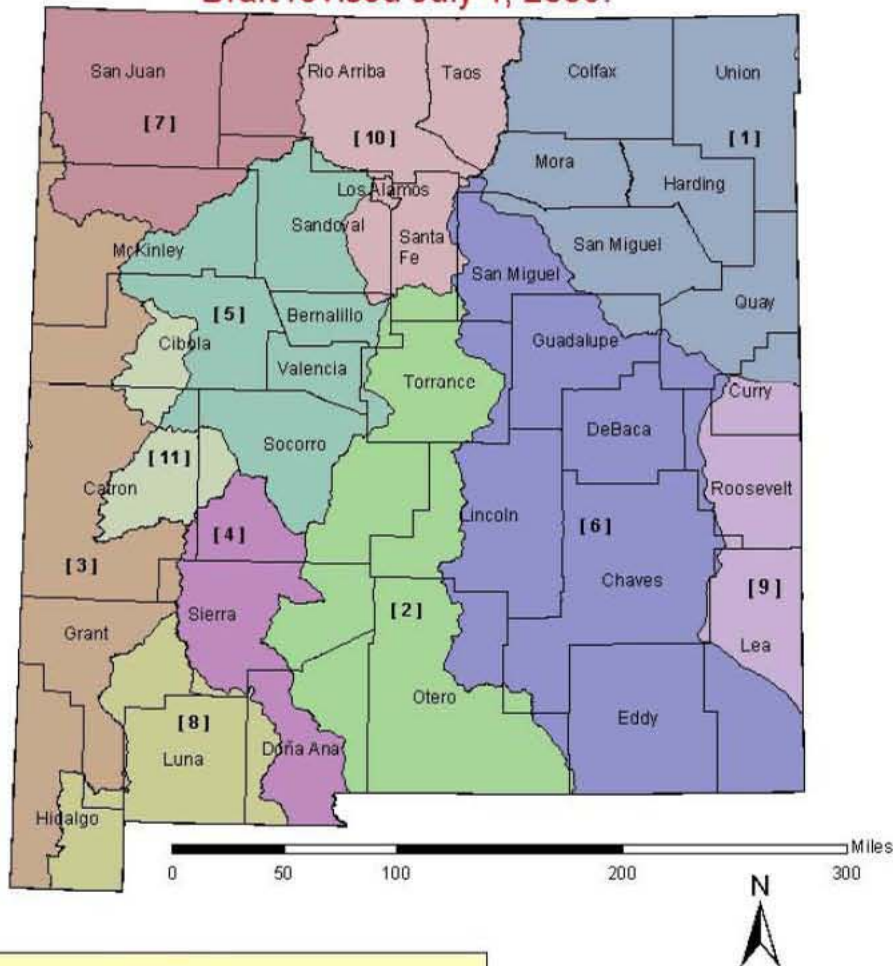 San Juan
Rio Arriba
Taos
Colfax
Union
[7]
[10]
[1]
Mora
Harding
Los Alamos
McKinley
Sandoval
Santa
Fe
San Miguel
San Miguel
Quay
[5]
Bernalillo
Cibola
Guadalupe
Valencia
Torrance
Curry
DeBaca
Socorro
[11]
Catron
Roosevelt
Lincoln
[4]
[6]
[3]
Chaves
[2]
[9]
Sierra
Grant
Lea
Otero
[8]
Eddy
Luna
Doña Ana
Hidalgo
Miles
0 50 100 200 300
N